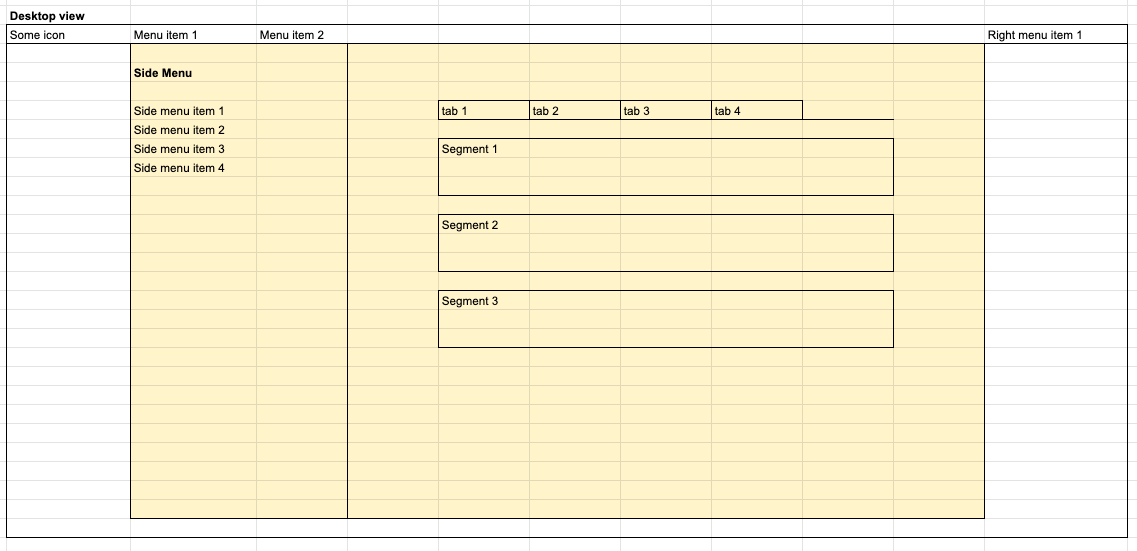 Desktop view
Some icon Menu item 1 Menu item 2 Right menu item 1
Side Menu
Side menu item 1 tab 1 tab 2 tab 3 tab 4
Side menu item 2
Side menu item 3 Segment 1
Side menu item 4
Segment 2
Segment 3